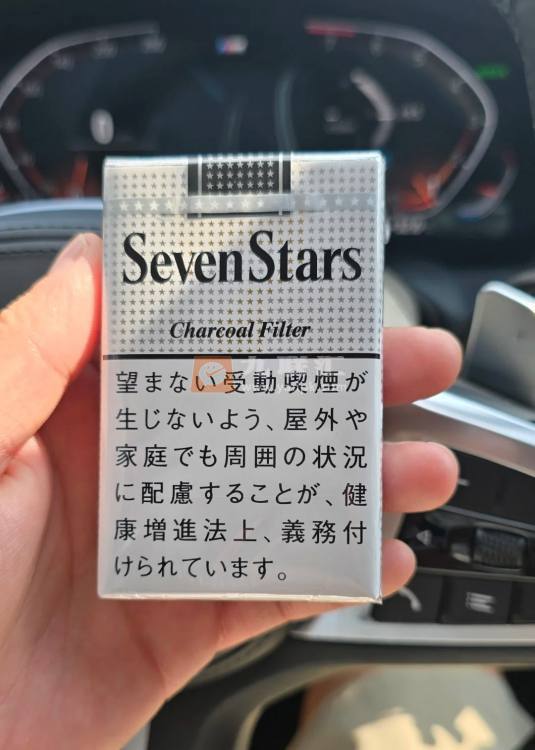 Seven Stars
Charcoal Filter
望まない受動喫煙が
生じないよう、屋外や
家庭でも周囲の状況
に配慮することが、健
康増進法上、義務付
けられています。